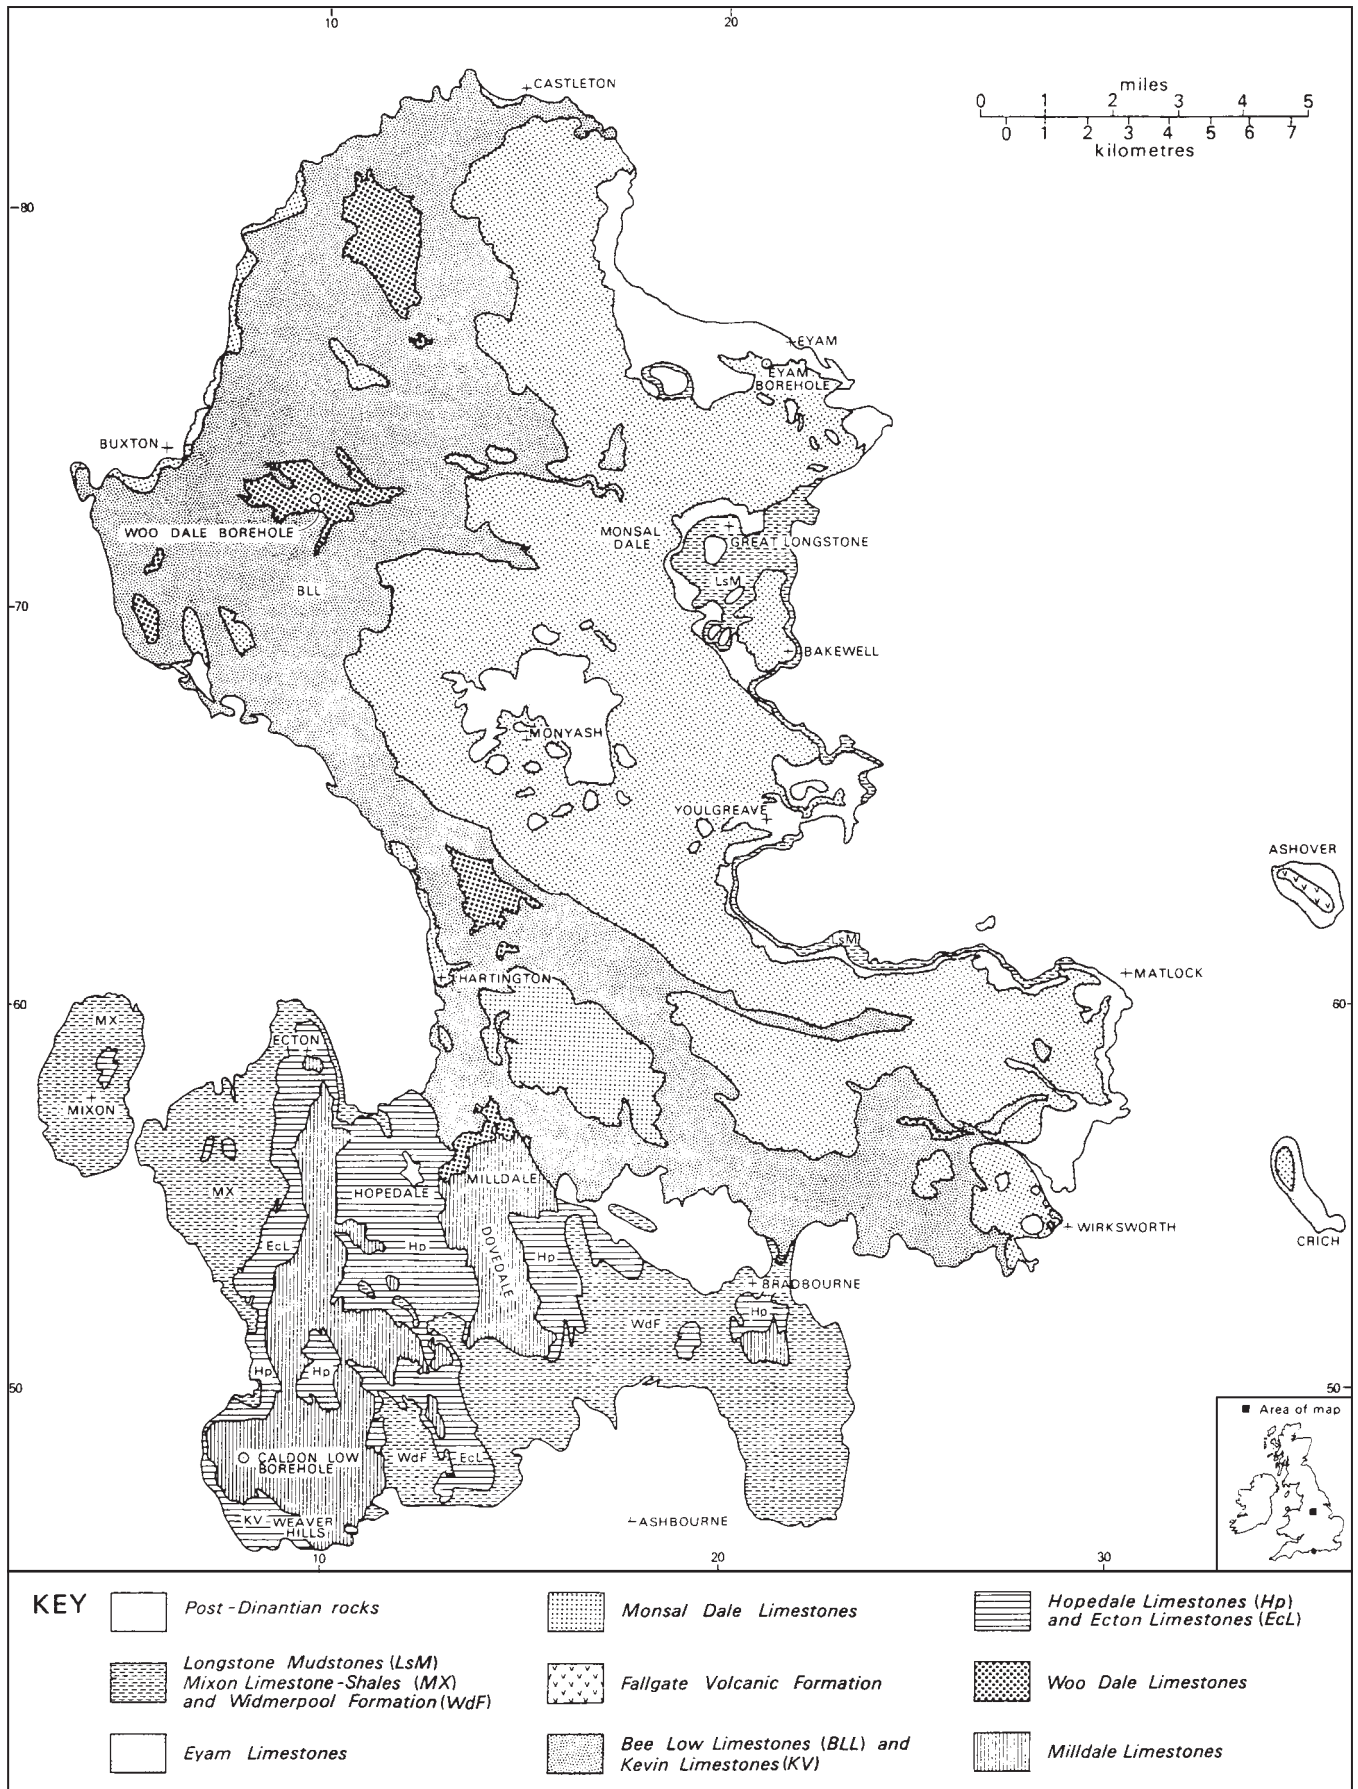 10
20
CASTLETON
miles
0 1 2 3 4 5
0 1 2 3 4 5 6 7
kilometres
80
EYAM
EYAM
BOREHOLE
BUXTON
WOO DALE BOREHOLE
MONSAL
DALE
GREAT LONGSTONE
LsM
BLL
70
BAKEWELL
MONYASH
YOULGREAVE
ASHOVER
LsM
MATLOCK
HARTINGTON
60
60
MX
ECTON
MIXON
MILLDALE
MX
HOPEDALE
WIRKSWORTH
CRICH
EcL
Hp
DOVEDALE
Hp
BRADBOURNE
Hp
WdF
Hp
Hp
50
50
Area of map
CALDON LOW
BOREHOLE
WdF
EcL
KV
WEAVER
HILLS
ASHBOURNE
10
20
30
KEY
Post-Dinantian rocks
Longstone Mudstones (LsM)
Mixon Limestone-Shales (MX)
and Widmerpool Formation (WdF)
Eyam Limestones
Monsal Dale Limestones
Fallgate Volcanic Formation
Bee Low Limestones (BLL) and
Kevin Limestones (KV)
Hopedale Limestones (Hp)
and Ecton Limestones (EcL)
Woo Dale Limestones
Milldale Limestones